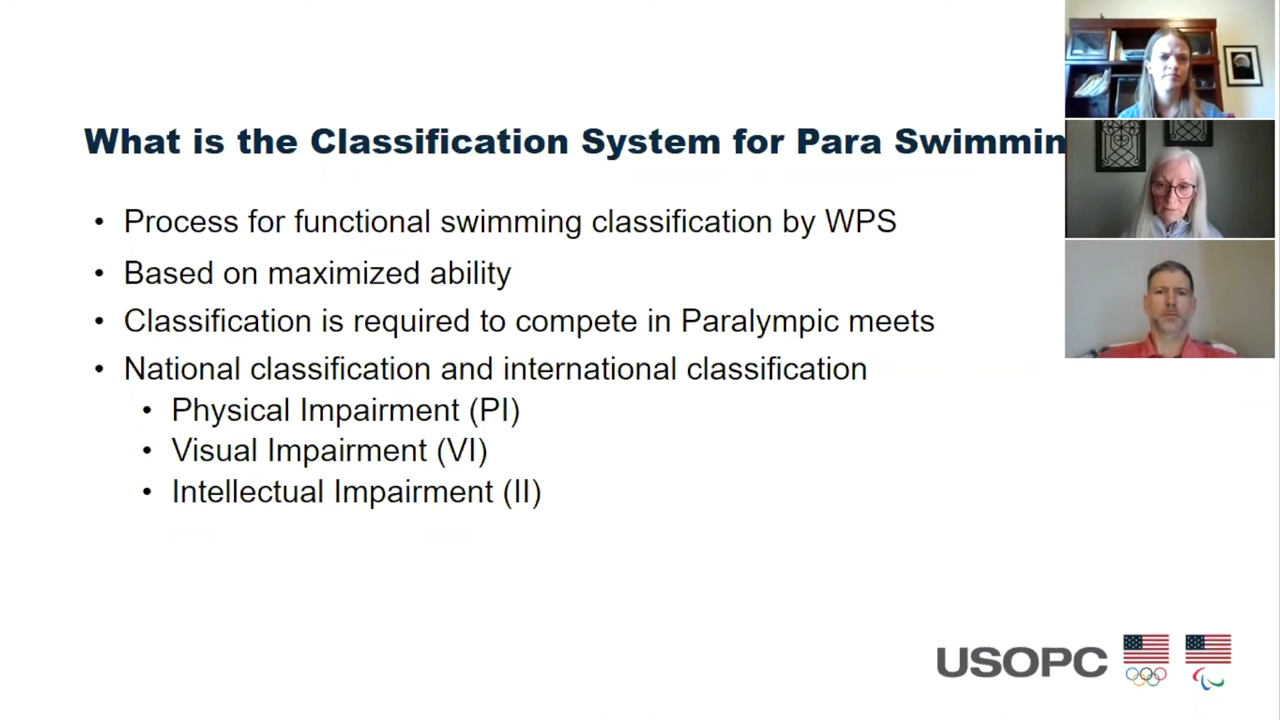 What is the Classification System for Para Swimmin
• Process for functional swimming classification by WPS
• Based on maximized ability
• Classification is required to compete in Paralympic meets
• National classification and international classification
• Physical Impairment (PI)
• Visual Impairment (VI)
• Intellectual Impairment (II)
USOPC